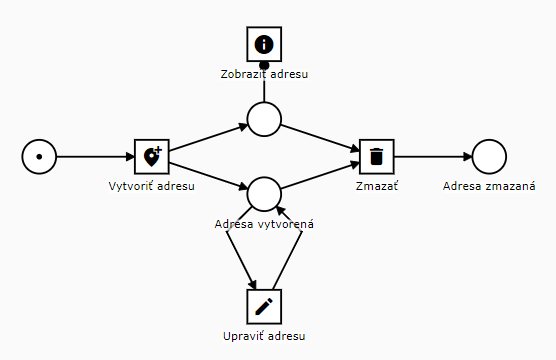 Zobraziť adresu
Vytvoriť adresu
Zmazať
Adresa zmazaná
Adresa vytvorená
Upraviť adresu